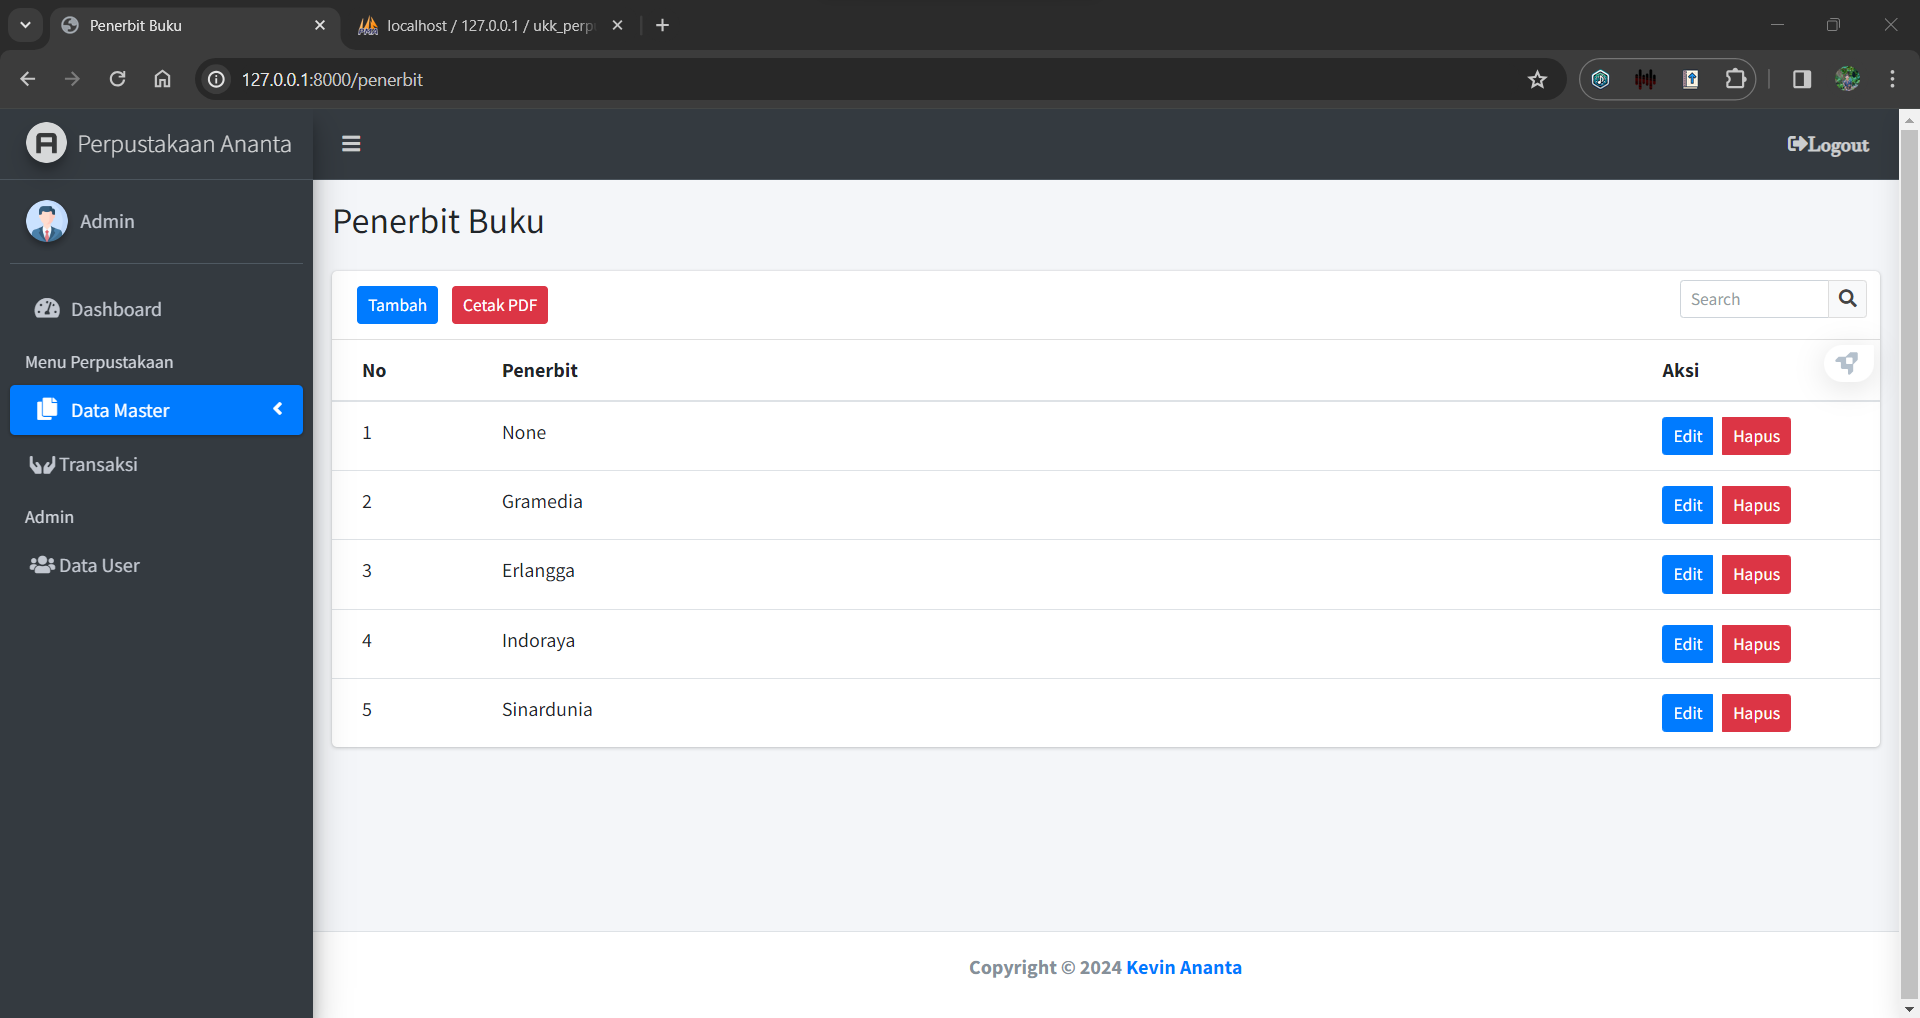 Penerbit Buku
localhost / 127.0.0.1 / ukk_perp
127.0.0.1:8000/penerbit
Perpustakaan Ananta
Logout
Admin
Penerbit Buku
Tambah Cetak PDF Search
Dashboard
Menu Perpustakaan
Data Master
Transaksi
Admin
Data User
No Penerbit Aksi
1 None Edit Hapus
2 Gramedia Edit Hapus
3 Erlangga Edit Hapus
4 Indoraya Edit Hapus
5 Sinardunia Edit Hapus
Copyright © 2024 Kevin Ananta